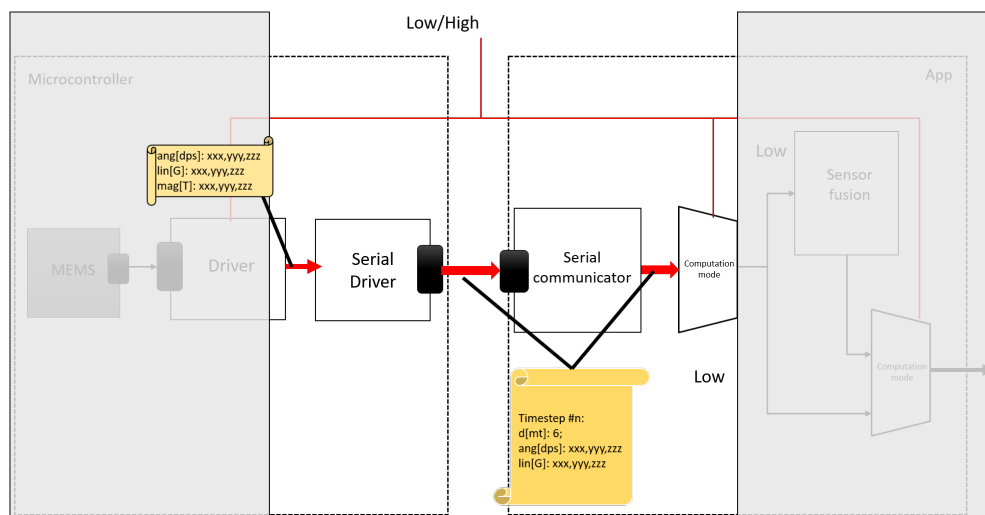 Low/High
Microcontroller
App
ang[dps]: xxx,yyy,zzz
lin[G]: xxx,yyy,zzz
mag[T]: xxx,yyy,zzz
MEMS
Driver
Serial
Driver
Serial
communicator
Computation
mode
Low
Sensor
fusion
Computation
mode
Low
Timestep #n:
d[mt]: 6;
ang[dps]: xxx,yyy,zzz
lin[G]: xxx,yyy,zzz